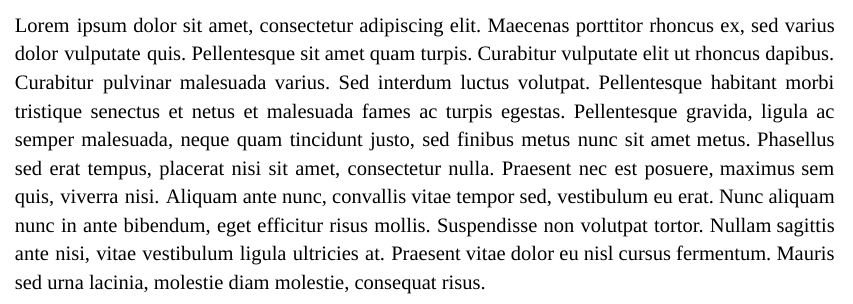 Lorem ipsum dolor sit amet, consectetur adipiscing elit. Maecenas porttitor rhoncus ex, sed varius
dolor vulputate quis. Pellentesque sit amet quam turpis. Curabitur vulputate elit ut rhoncus dapibus.
Curabitur pulvinar malesuada varius. Sed interdum luctus volutpat. Pellentesque habitant morbi
tristique senectus et netus et malesuada fames ac turpis egestas. Pellentesque gravida, ligula ac
semper malesuada, neque quam tincidunt justo, sed finibus metus nunc sit amet metus. Phasellus
sed erat tempus, placerat nisi sit amet, consectetur nulla. Praesent nec est posuere, maximus sem
quis, viverra nisi. Aliquam ante nunc, convallis vitae tempor sed, vestibulum eu erat. Nunc aliquam
nunc in ante bibendum, eget efficitur risus mollis. Suspendisse non volutpat tortor. Nullam sagittis
ante nisi, vitae vestibulum ligula ultricies at. Praesent vitae dolor eu nisl cursus fermentum. Mauris
sed urna lacinia, molestie diam molestie, consequat risus.